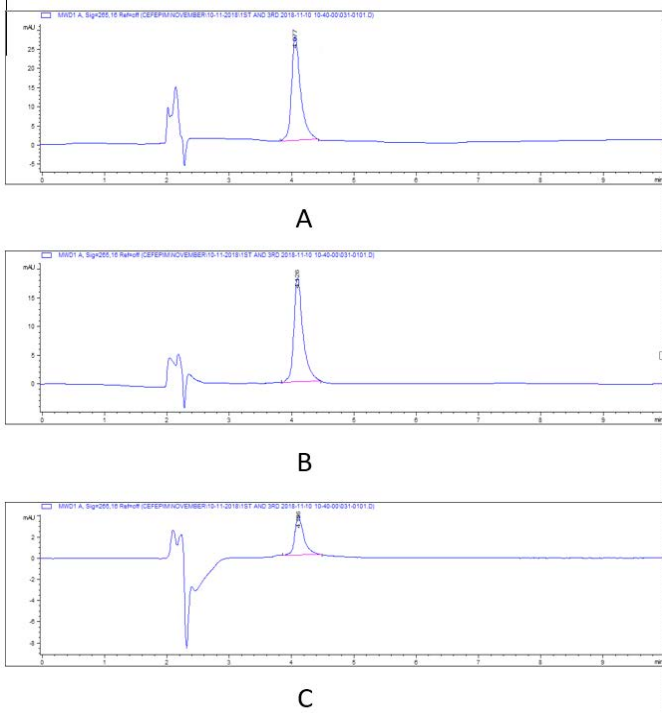 MWD1 A, Sig=265,16 Ref=off (CEFEPIM\NOVEMBER\10-11-2018\1ST AND 3RD 2018-11-10 10-40-00\031-0101.D)
mAU
25
20
15
10
5
0
-5
0 1 2 3 4 5 6 7 8 9
A
MWD1 A, Sig=265,16 Ref=off (CEFEPIM\NOVEMBER\10-11-2018\1ST AND 3RD 2018-11-10 10-40-00\031-0101.D)
mAU
15
10
5
0
0 1 2 3 4 5 6 7 8 9
B
MWD1 A, Sig=265,16 Ref=off (CEFEPIM\NOVEMBER\10-11-2018\1ST AND 3RD 2018-11-10 10-40-00\031-0101.D)
mAU
2
0
-2
-4
-6
-8
0 1 2 3 4 5 6 7 8 9
C